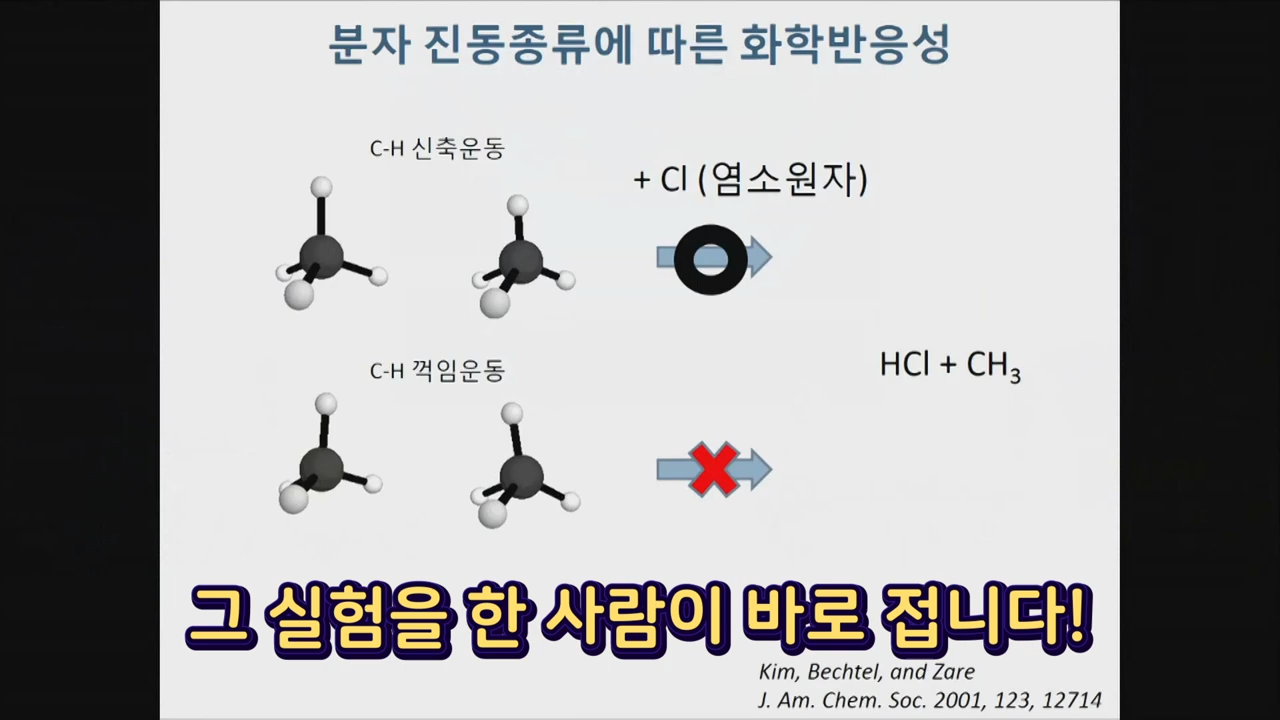 분자 진동종류에 따른 화학반응성
C-H 신축운동
+ Cl (염소원자)
C-H 꺽임운동
HCl + CH₃
그 실험을 한 사람이 바로 접니다!
Kim, Bechtel, and Zare
J. Am. Chem. Soc. 2001, 123, 12714